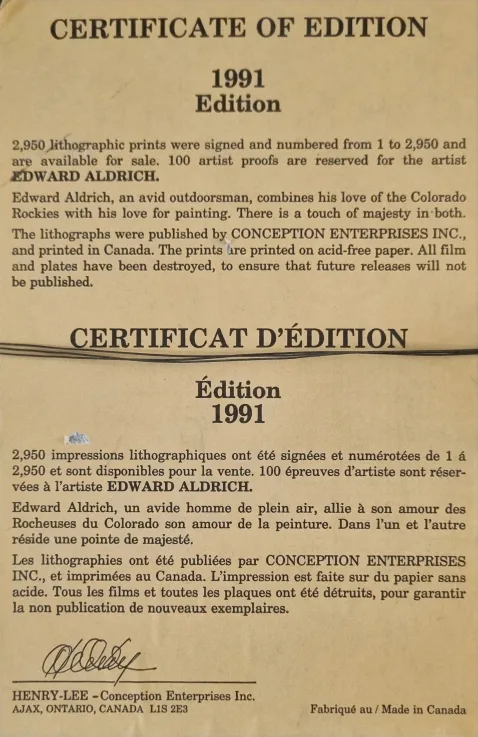 CERTIFICATE OF EDITION
1991
Edition
2,950 lithographic prints were signed and numbered from 1 to 2,950 and
are available for sale. 100 artist proofs are reserved for the artist
EDWARD ALDRICH.
Edward Aldrich, an avid outdoorsman, combines his love of the Colorado
Rockies with his love for painting. There is a touch of majesty in both.
The lithographs were published by CONCEPTION ENTERPRISES INC.,
and printed in Canada. The prints are printed on acid-free paper. All film
and plates have been destroyed, to ensure that future releases will not
be published.
CERTIFICAT D'ÉDITION
Édition
1991
2,950 impressions lithographiques ont été signées et numérotées de 1 á
2,950 et sont disponibles pour la vente. 100 épreuves d'artiste sont réser-
vées à l'artiste EDWARD ALDRICH.
Edward Aldrich, un avide homme de plein air, allie à son amour des
Rocheuses du Colorado son amour de la peinture. Dans l'un et l'autre
réside une pointe de majesté.
Les lithographies ont été publiées par CONCEPTION ENTERPRISES
INC., et imprimées au Canada. L'impression est faite sur du papier sans
acide. Tous les films et toutes les plaques ont été détruits, pour garantir
la non publication de nouveaux exemplaires.
HENRY-LEE - Conception Enterprises Inc.
AJAX, ONTARIO, CANADA L1S 2E3
Fabriqué au / Made in Canada